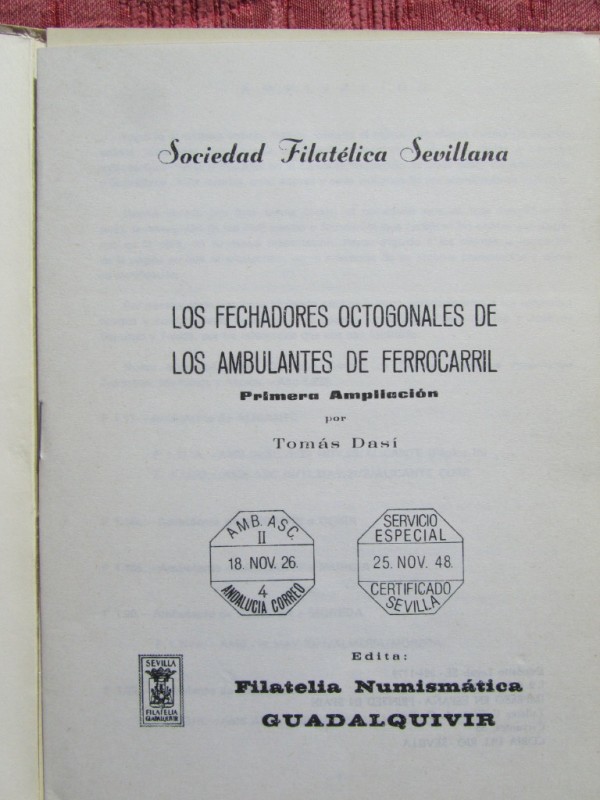 Sociedad Filatélica Sevillana
LOS FECHADORES OCTOGONALES DE
LOS AMBULANTES DE FERROCARRIL
Primera Ampliación
por
Tomás Dasí
AMB. ASC.
II
18. NOV. 26.
4
ANDALUCIA CORREO
SERVICIO
ESPECIAL
25. NOV. 48.
CERTIFICADO
SEVILLA
Edita:
SEVILLA
FILATELIA
GUADALQUIVIR
Filatelia Numismática
GUADALQUIVIR